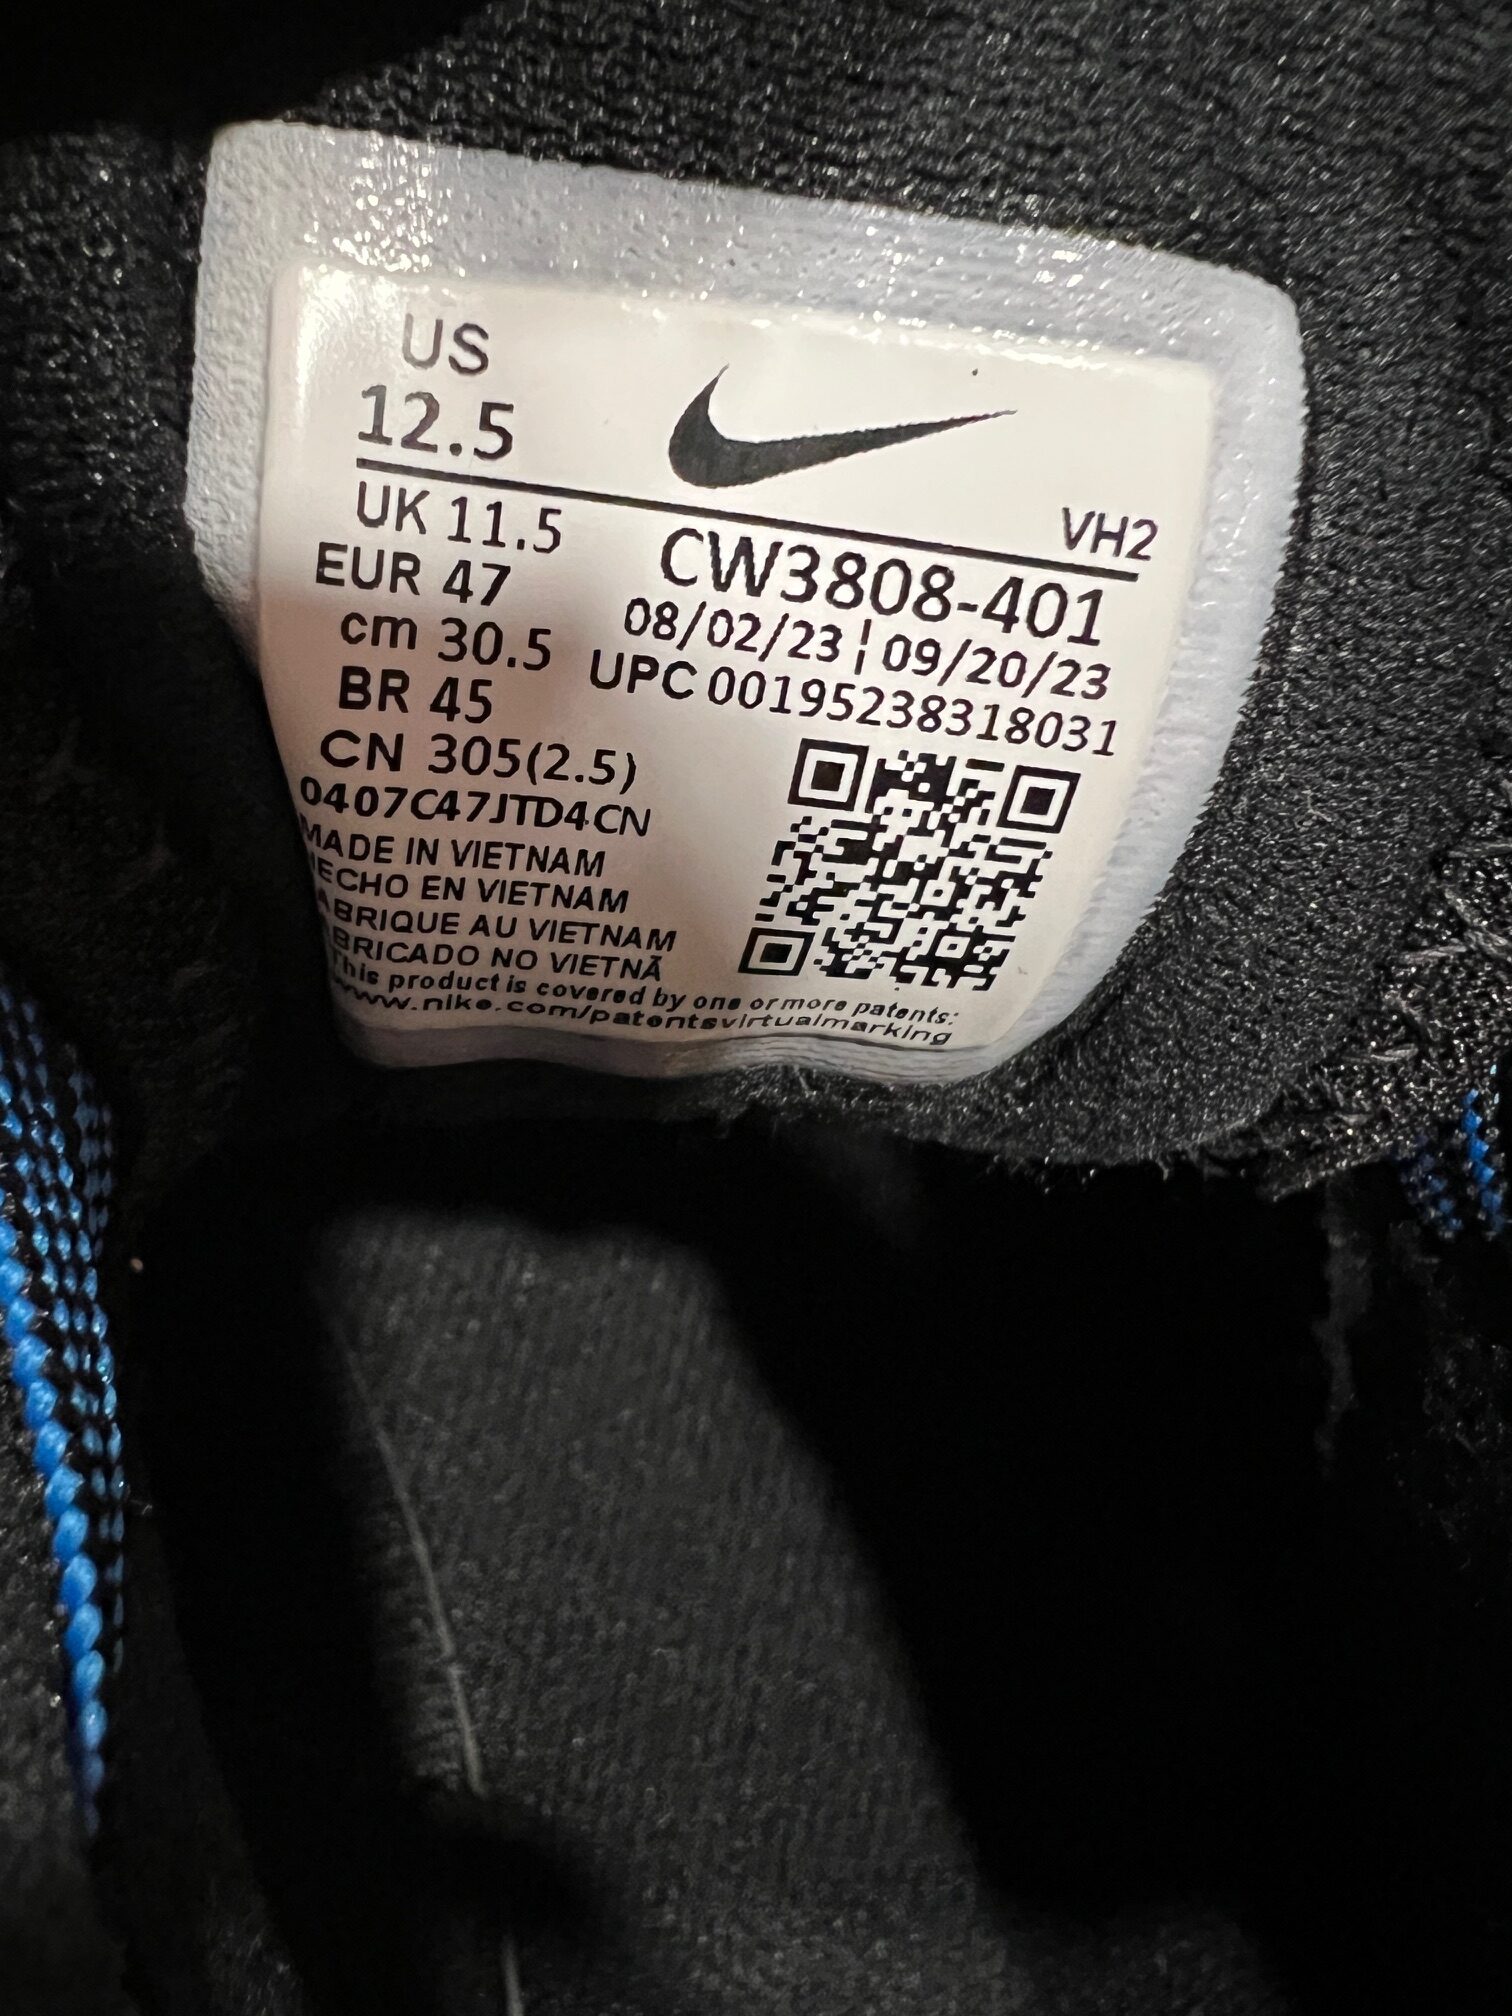 US
12.5
UK 11.5
EUR 47
cm 30.5
BR 45
CN 305(2.5)
0407C47JTD4CN
VH2
CW3808-401
08/02/23 ¦ 09/20/23
UPC 00195238318031
MADE IN VIETNAM
HECHO EN VIETNAM
FABRIQUE AU VIETNAM
FABRICADO NO VIETNÃ
This product is covered by one or more patents:
www.nike.com/patentsvirtualmarking